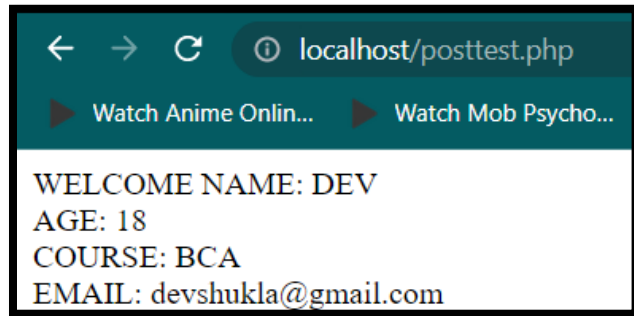 localhost/posttest.php
Watch Anime Onlin... Watch Mob Psycho...
WELCOME NAME: DEV
AGE: 18
COURSE: BCA
EMAIL: devshukla@gmail.com